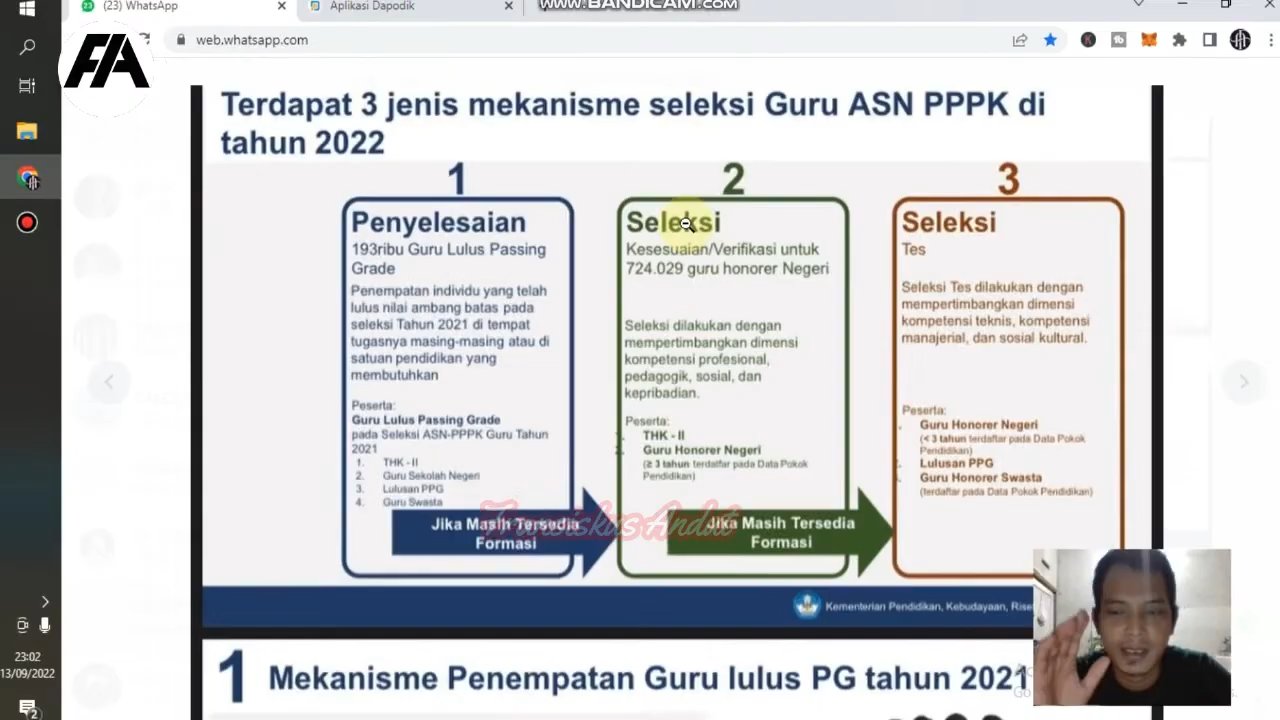 (23) WhatsApp
Aplikasi Dapodik
WWW.BANDICAM.COM
web.whatsapp.com
FA
Terdapat 3 jenis mekanisme seleksi Guru ASN PPPK di
tahun 2022
1
Penyelesaian
193ribu Guru Lulus Passing
Grade
Penempatan individu yang telah
lulus nilai ambang batas pada
seleksi Tahun 2021 di tempat
tugasnya masing-masing atau di
satuan pendidikan yang
membutuhkan
Peserta:
Guru Lulus Passing Grade
pada Seleksi ASN-PPPK Guru Tahun
2021
1. THK - II
2. Guru Sekolah Negeri
3. Lulusan PPG
4. Guru Swasta
Jika Masih Tersedia
Formasi
2
Seleksi
Kesesuaian/Verifikasi untuk
724.029 guru honorer Negeri
Seleksi dilakukan dengan
mempertimbangkan dimensi
kompetensi profesional,
pedagogik, sosial, dan
kepribadian.
Peserta:
THK - II
Guru Honorer Negeri
(≥ 3 tahun terdaftar pada Data Pokok
Pendidikan)
Jika Masih Tersedia
Formasi
3
Seleksi
Tes
Seleksi Tes dilakukan dengan
mempertimbangkan dimensi
kompetensi teknis, kompetensi
manajerial, dan sosial kultural.
Peserta:
Guru Honorer Negeri
(< 3 tahun terdaftar pada Data Pokok
Pendidikan)
Lulusan PPG
Guru Honorer Swasta
(terdaftar pada Data Pokok Pendidikan)
Kementerian Pendidikan, Kebudayaan, Rise
1 Mekanisme Penempatan Guru lulus PG tahun 2021
23:02
13/09/2022
2